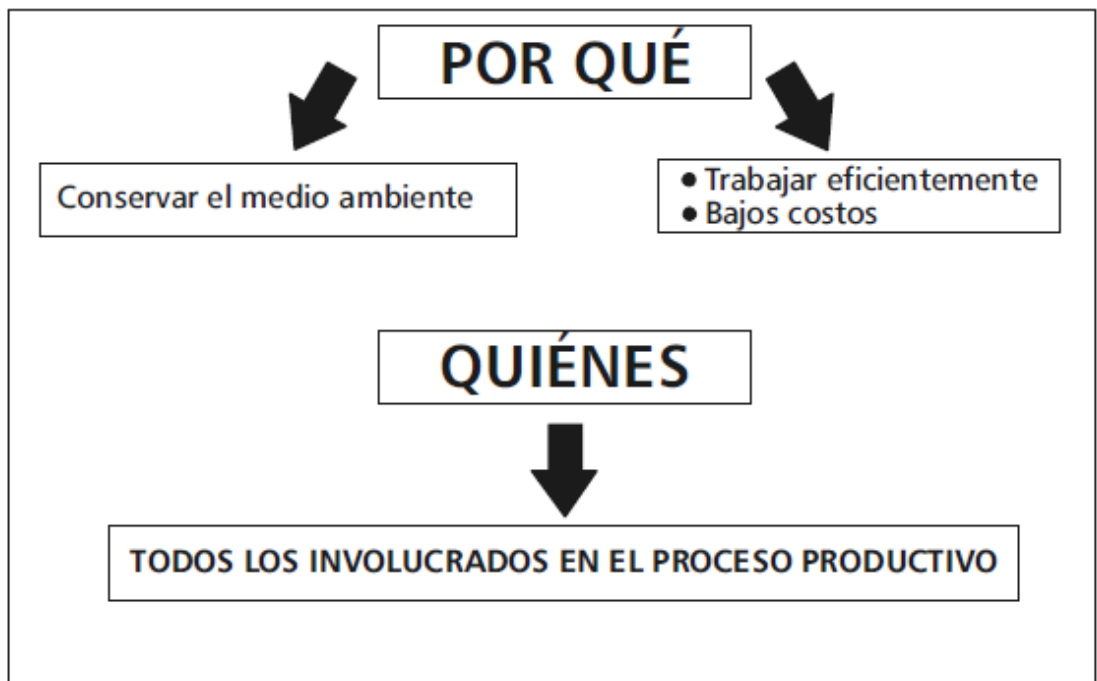 POR QUÉ
Conservar el medio ambiente
● Trabajar eficientemente
● Bajos costos
QUIÉNES
TODOS LOS INVOLUCRADOS EN EL PROCESO PRODUCTIVO